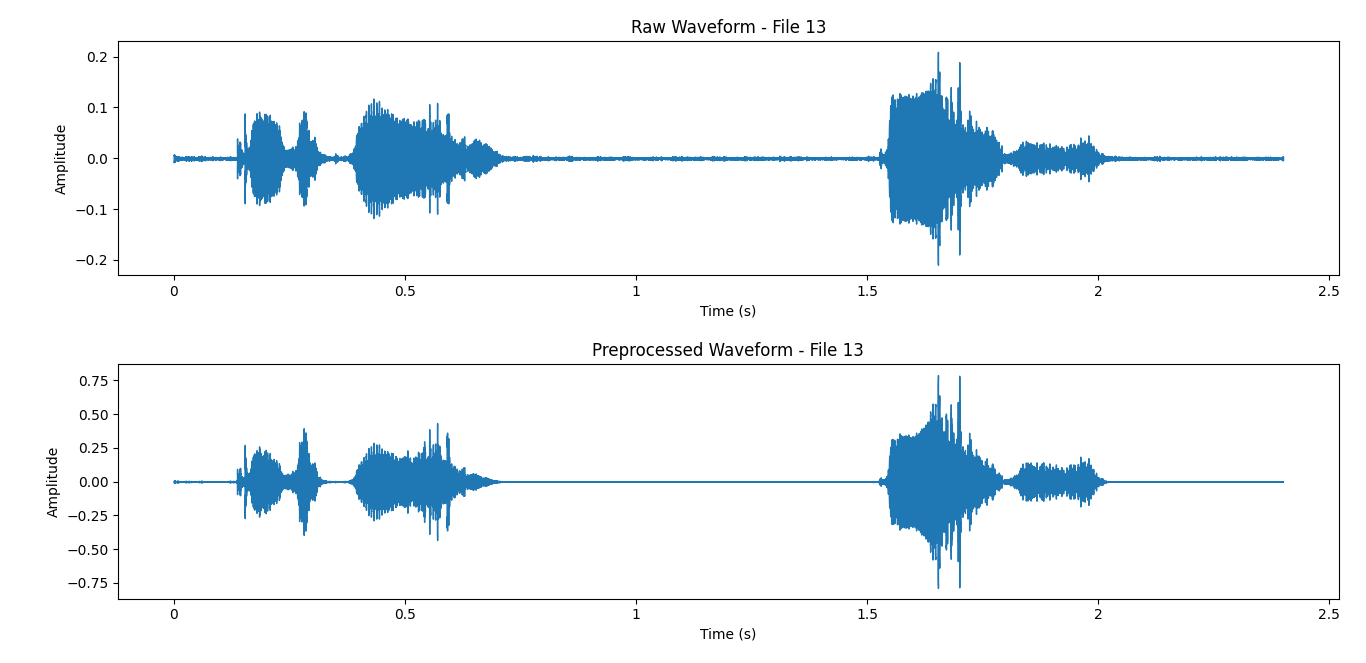 Raw Waveform - File 13
0.2
0.1
0.0
−0.1
−0.2
Amplitude
0 0.5 1 1.5 2 2.5
Time (s)
Preprocessed Waveform - File 13
0.75
0.50
0.25
0.00
−0.25
−0.50
−0.75
Amplitude
0 0.5 1 1.5 2 2.5
Time (s)